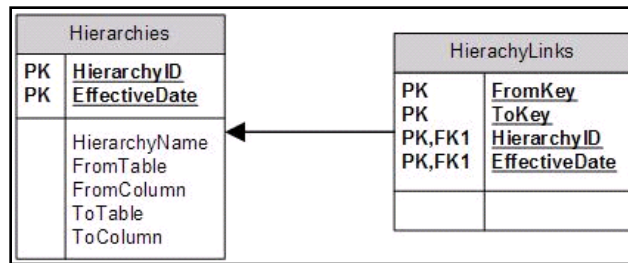 Hierarchies
PK HierarchyID
PK EffectiveDate
HierarchyName
FromTable
FromColumn
ToTable
ToColumn
HierachyLinks
PK FromKey
PK ToKey
PK,FK1 HierarchyID
PK,FK1 EffectiveDate